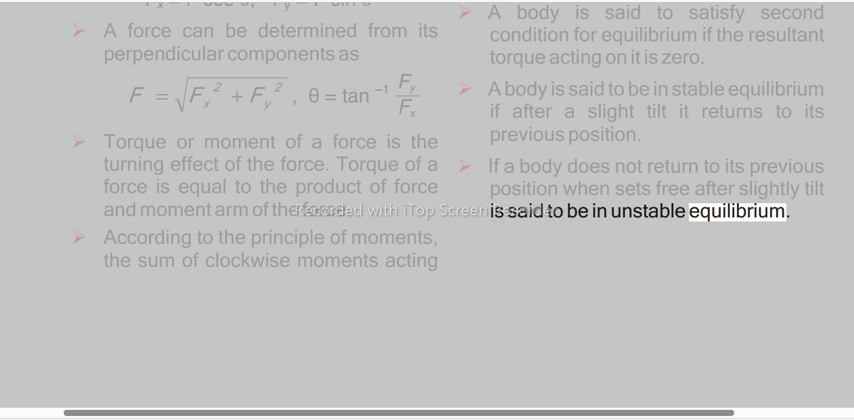 A force can be determined from its
perpendicular components as
F = √Fx² + Fy² , θ = tan⁻¹ Fy/Fx
Torque or moment of a force is the
turning effect of the force. Torque of a
force is equal to the product of force
and moment arm of the force.
According to the principle of moments,
the sum of clockwise moments acting
A body is said to satisfy second
condition for equilibrium if the resultant
torque acting on it is zero.
A body is said to be in stable equilibrium
if after a slight tilt it returns to its
previous position.
If a body does not return to its previous
position when sets free after slightly tilt
is said to be in unstable equilibrium.
Recorded with iTop Screen